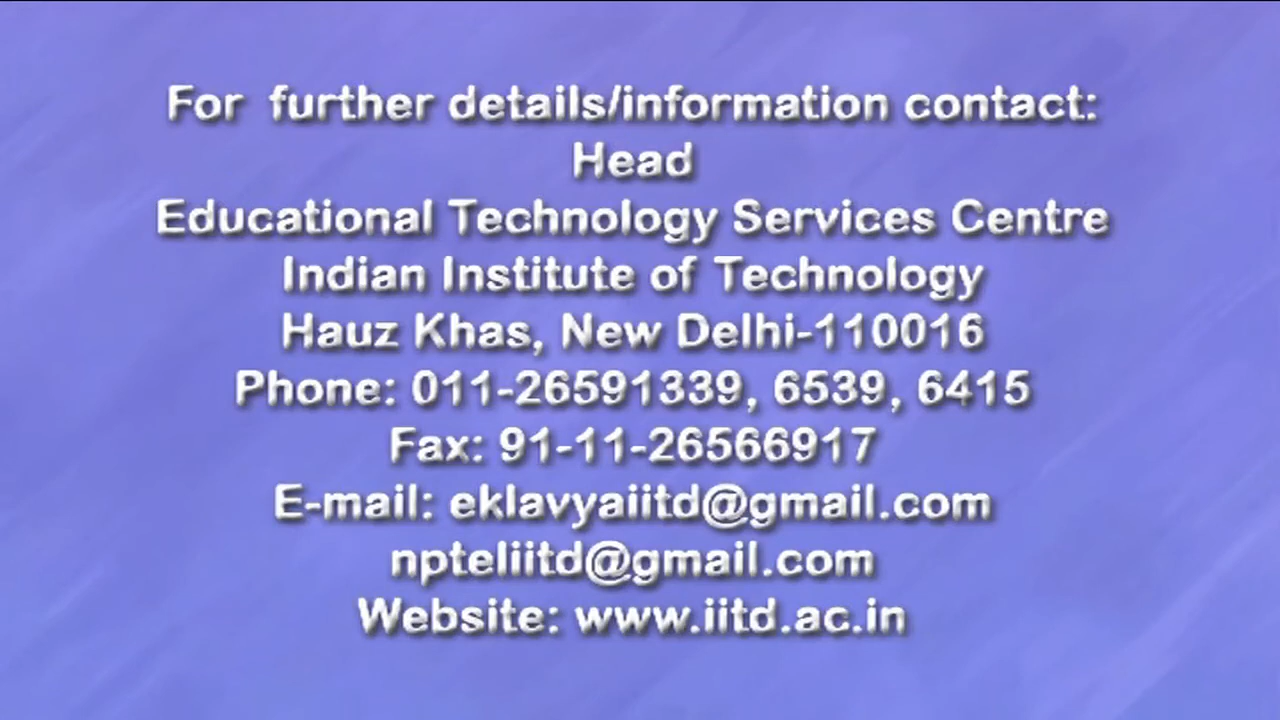 For further details/information contact:
Head
Educational Technology Services Centre
Indian Institute of Technology
Hauz Khas, New Delhi-110016
Phone: 011-26591339, 6539, 6415
Fax: 91-11-26566917
E-mail: eklavyaiitd@gmail.com
npteliitd@gmail.com
Website: www.iitd.ac.in